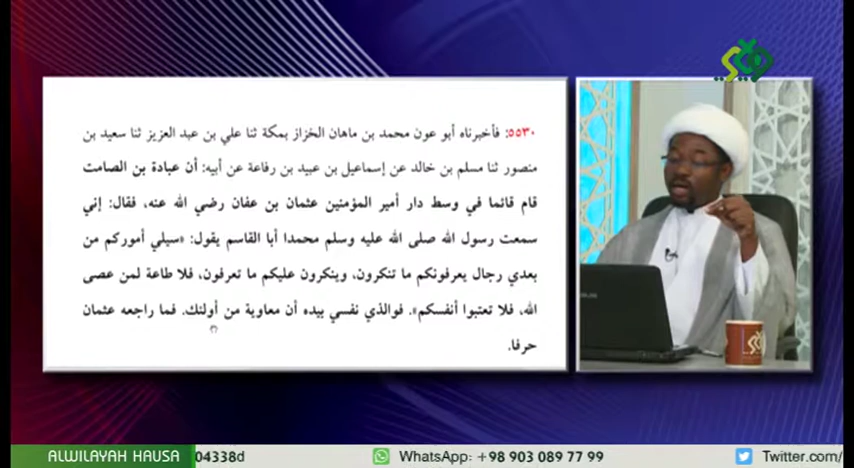 ٥٥٣٠: فأخبرناه أبو عون محمد بن ماهان الخزاز بمكة ثنا علي بن عبد العزيز ثنا سعيد بن
منصور ثنا مسلم بن خالد عن إسماعيل بن عبيد بن رفاعة عن أبيه: أن عبادة بن الصامت
قام قائما في وسط دار أمير المؤمنين عثمان بن عفان رضي الله عنه، فقال: إني
سمعت رسول الله صلى الله عليه وسلم محمدا أبا القاسم يقول: «سيلي أموركم من
بعدي رجال يعرفونكم ما تنكرون، وينكرون عليكم ما تعرفون، فلا طاعة لمن عصى
الله، فلا تعتبوا أنفسكم». فوالذي نفسي بيده أن معاوية من أولئك. فما راجعه عثمان
حرفا.
ALWILAYAH HAUSA
04338d
WhatsApp: +98 903 089 77 99
Twitter.com/